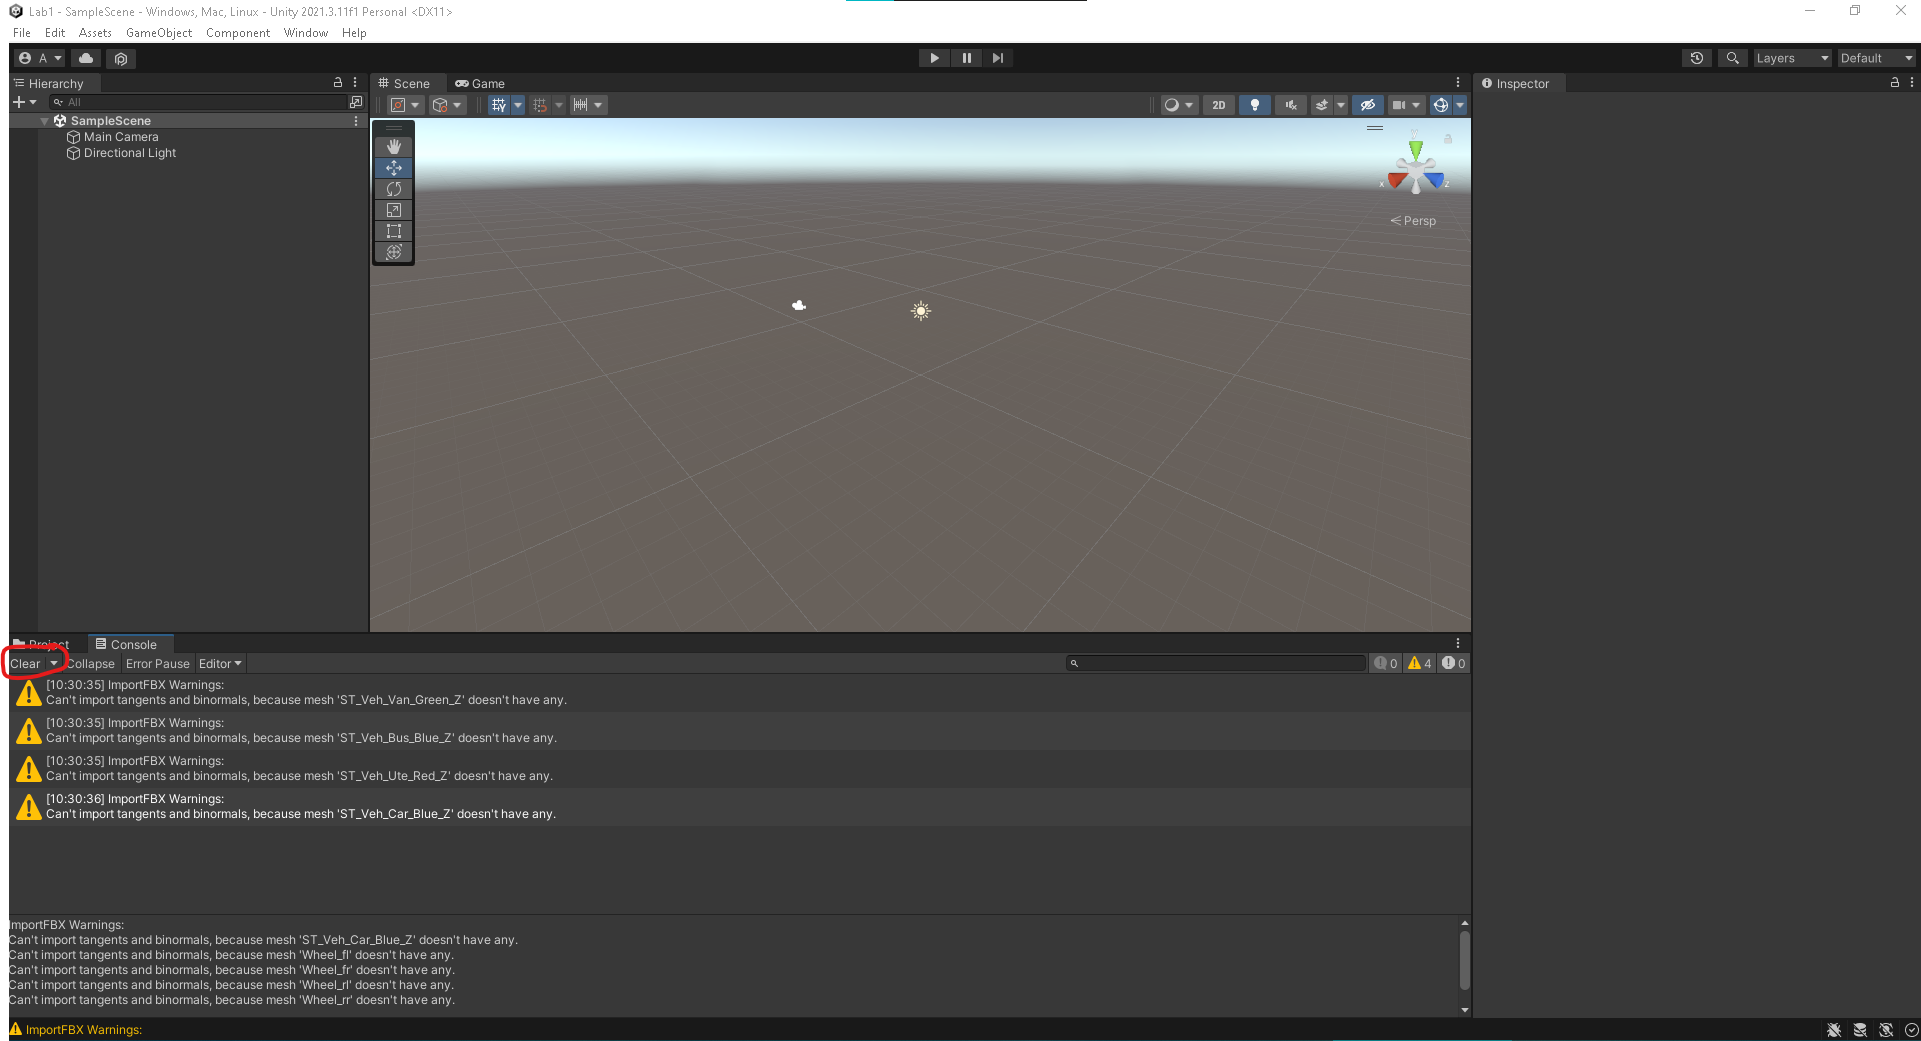 Lab1 - SampleScene - Windows, Mac, Linux - Unity 2021.3.11f1 Personal <DX11>
File Edit Assets GameObject Component Window Help
A Layers Default
Hierarchy
Scene Game
Inspector
All
2D
SampleScene
Main Camera
Directional Light
Y
X Z
Persp
Project Console
Clear Collapse Error Pause Editor 0 4 0
[10:30:35] ImportFBX Warnings:
Can't import tangents and binormals, because mesh 'ST_Veh_Van_Green_Z' doesn't have any.
[10:30:35] ImportFBX Warnings:
Can't import tangents and binormals, because mesh 'ST_Veh_Bus_Blue_Z' doesn't have any.
[10:30:35] ImportFBX Warnings:
Can't import tangents and binormals, because mesh 'ST_Veh_Ute_Red_Z' doesn't have any.
[10:30:36] ImportFBX Warnings:
Can't import tangents and binormals, because mesh 'ST_Veh_Car_Blue_Z' doesn't have any.
ImportFBX Warnings:
Can't import tangents and binormals, because mesh 'ST_Veh_Car_Blue_Z' doesn't have any.
Can't import tangents and binormals, because mesh 'Wheel_fl' doesn't have any.
Can't import tangents and binormals, because mesh 'Wheel_fr' doesn't have any.
Can't import tangents and binormals, because mesh 'Wheel_rl' doesn't have any.
Can't import tangents and binormals, because mesh 'Wheel_rr' doesn't have any.
ImportFBX Warnings: